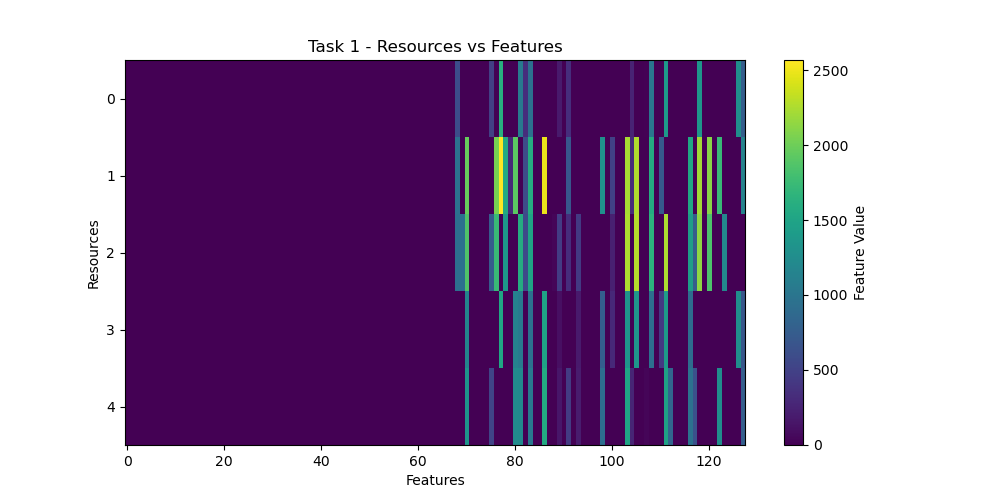 Task 1 - Resources vs Features
0
1
2
3
4
Resources
0 20 40 60 80 100 120
Features
2500
2000
1500
1000
500
0
Feature Value